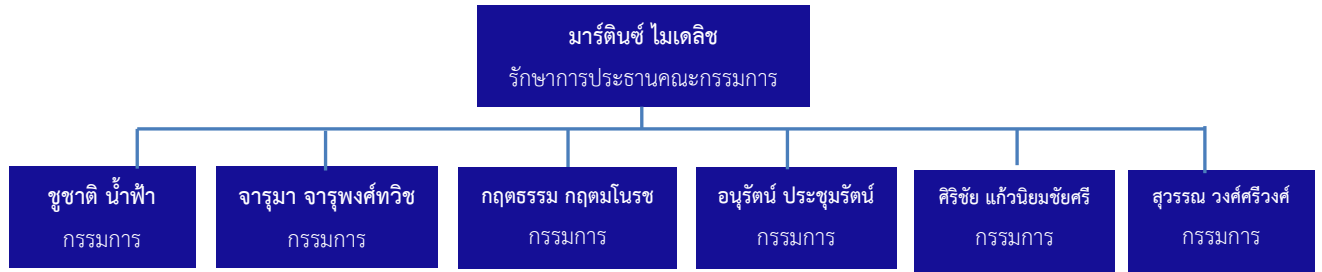 มาร์ตินซ์ ไมเดลิช
รักษาการประธานคณะกรรมการ
ชูชาติ น้ำฟ้า
กรรมการ
จารุมา จารุพงศ์ทวิช
กรรมการ
กฤตธรรม กฤตมโนรช
กรรมการ
อนุรัตน์ ประชุมรัตน์
กรรมการ
ศิริชัย แก้วนิยมชัยศรี
กรรมการ
สุวรรณ วงศ์ศรีวงศ์
กรรมการ